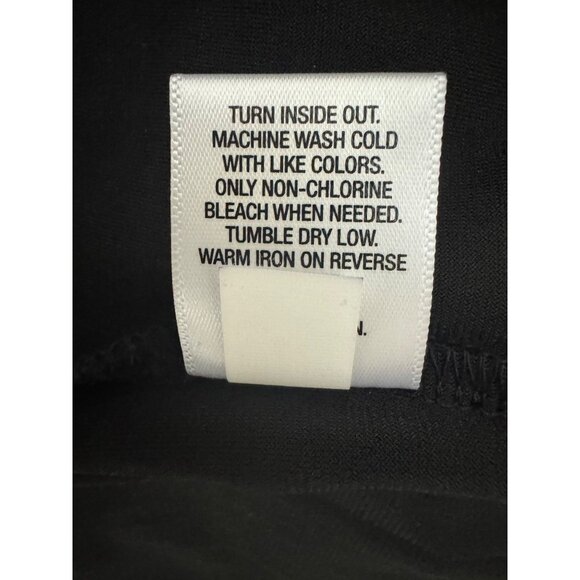 TURN INSIDE OUT.
MACHINE WASH COLD
WITH LIKE COLORS.
ONLY NON-CHLORINE
BLEACH WHEN NEEDED.
TUMBLE DRY LOW.
WARM IRON ON REVERSE
N.